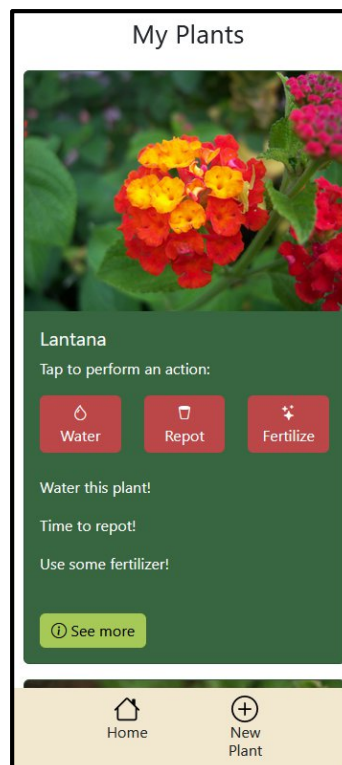 My Plants
Lantana
Tap to perform an action:
Water
Repot
Fertilize
Water this plant!
Time to repot!
Use some fertilizer!
See more
Home
New
Plant